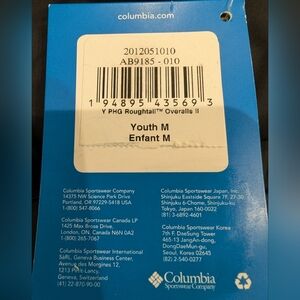 columbia.com
2012051010
AB9185 - 010
1 94895 43569 3
Y PHG Roughtail™ Overalls II
Youth M
Enfant M
Columbia Sportswear Company
14375 NW Science Park Drive
Portland, OR 97229-5418 USA
1-(800) 547-8066
Columbia Sportswear Canada LP
1425 Max Brose Drive,
London, ON, Canada N6N 0A2
1-(800) 265-7067
Columbia Sportswear International
Sàrl, Geneva Business Center,
Avenue des Morgines 12,
1213 Petit-Lancy,
Geneva, Switzerland
(41) 22-870-90-00
Columbia Sportswear Japan, Inc.
Shinjuku Eastside Square 7F, 27-30
Shinjuku 6-Chome, Shinjuku-ku
Tokyo, Japan 160-0022
(81) 3-6892-4601
Columbia Sportswear Korea
7th F. DaeSung Tower
465-13 JangAn-dong,
DongDaeMun-gu,
Seoul, Korea 02645
(82) 2-540-0277
Columbia
Sportswear Company